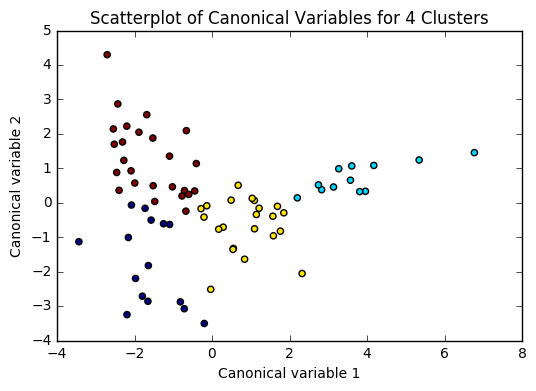 Scatterplot of Canonical Variables for 4 Clusters
5
4
3
2
1
0
−1
−2
−3
−4
Canonical variable 2
−4 −2 0 2 4 6 8
Canonical variable 1